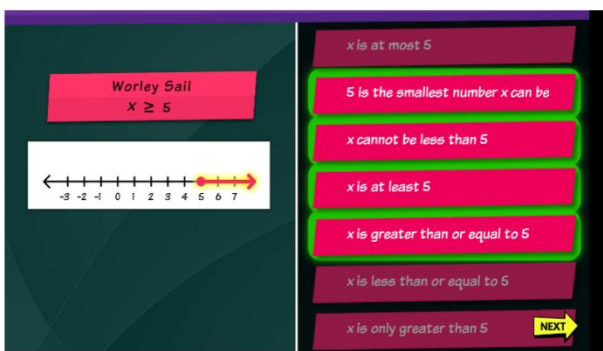 Worley Sail
x ≥ 5
-3 -2 -1 0 1 2 3 4 5 6 7
x is at most 5
5 is the smallest number x can be
x cannot be less than 5
x is at least 5
x is greater than or equal to 5
x is less than or equal to 5
x is only greater than 5
NEXT